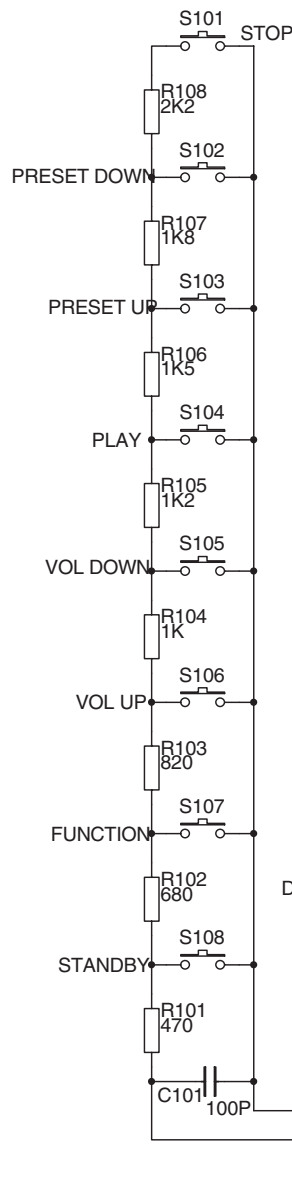 S101
STOP
R108
2K2
S102
PRESET DOWN
R107
1K8
S103
PRESET UP
R106
1K5
S104
PLAY
R105
1K2
S105
VOL DOWN
R104
1K
S106
VOL UP
R103
820
S107
FUNCTION
R102
680
D
S108
STANDBY
R101
470
C101
100P